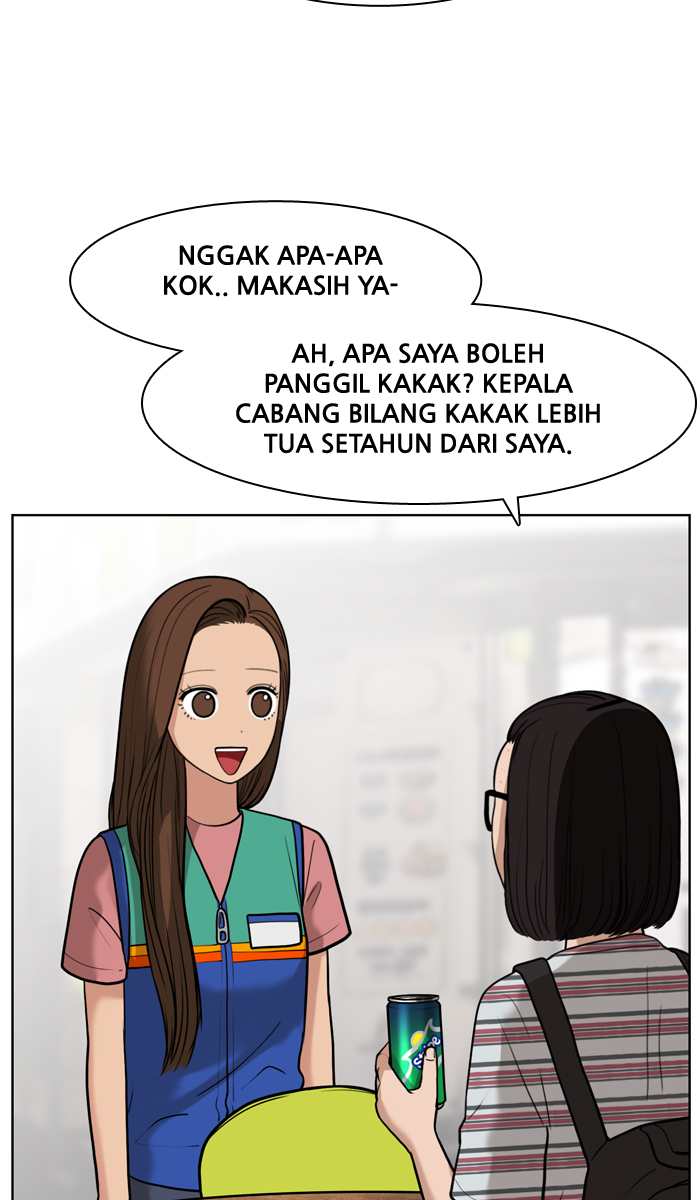 NGGAK APA-APA
KOK.. MAKASIH YA-
AH, APA SAYA BOLEH
PANGGIL KAKAK? KEPALA
CABANG BILANG KAKAK LEBIH
TUA SETAHUN DARI SAYA.